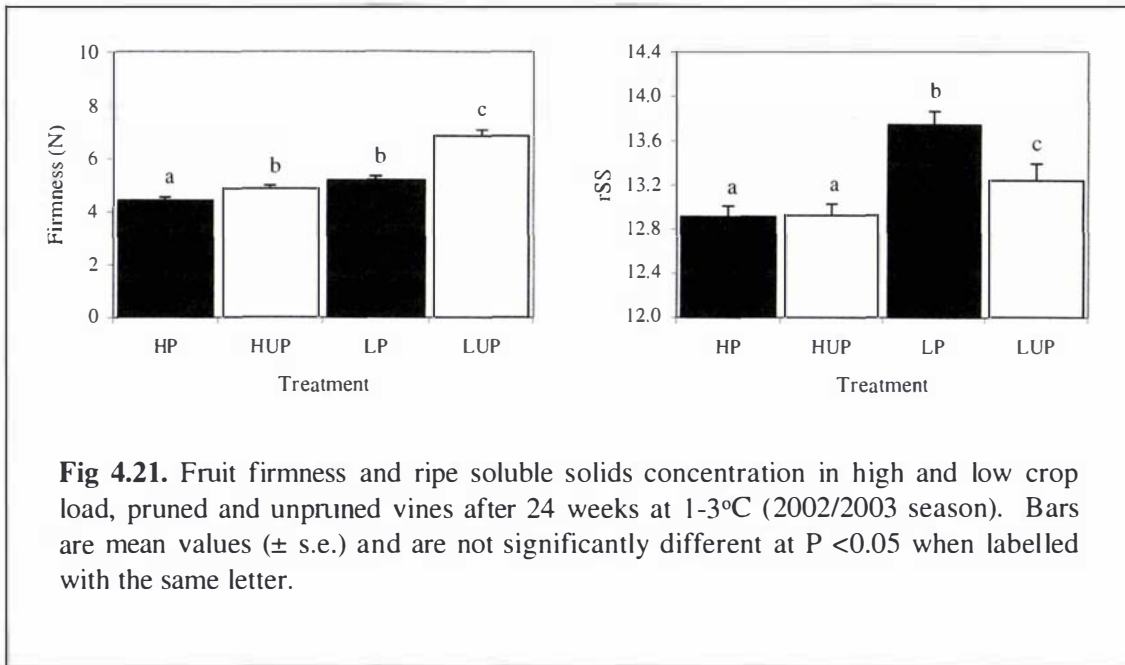 10
8
6
4
2
0
Firmness (N)
a
b
b
c
HP HUP LP LUP
Treatment
14.4
14.0
13.6
13.2
12.8
12.4
12.0
rSS
a
a
b
c
HP HUP LP LUP
Treatment
Fig 4.21. Fruit firmness and ripe soluble solids concentration in high and low crop
load, pruned and unpruned vines after 24 weeks at 1-3°C (2002/2003 season). Bars
are mean values (± s.e.) and are not significantly different at P <0.05 when labelled
with the same letter.